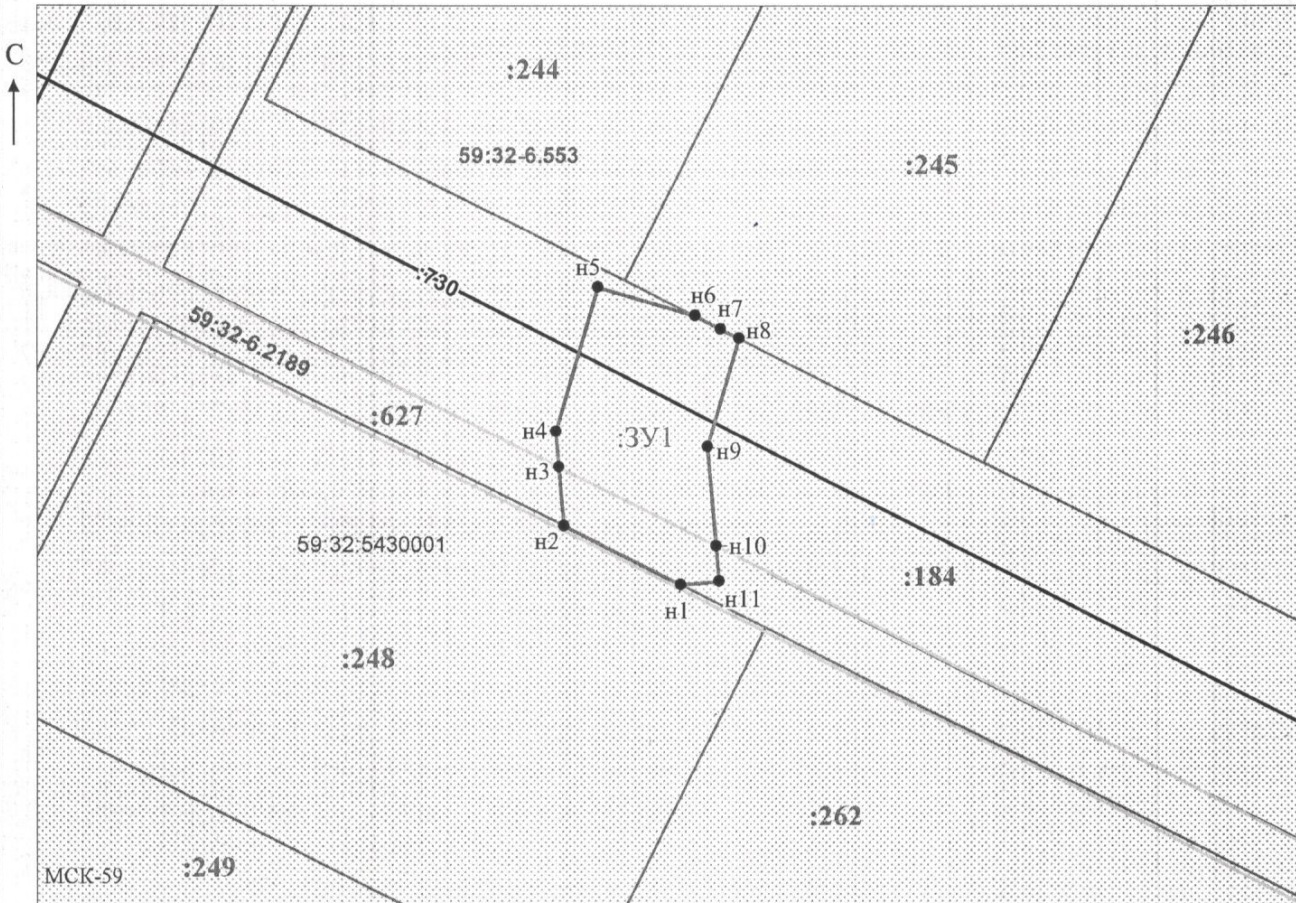 С
:244
59:32-6.553
:245
:730
н5
н6
н7
н8
:246
59:32-6.2189
:627
н4
:ЗУ1
н9
н3
59:32:5430001
н2
н10
:184
н1
н11
:248
:262
:249
МСК-59